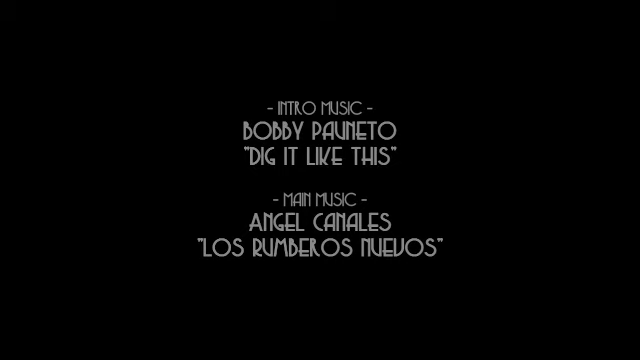 - INTRO MUSIC -
BOBBY PAUNETO
"DIG IT LIKE THIS"
- MAIN MUSIC -
ANGEL CANALES
"LOS RUMBEROS NUEVOS"